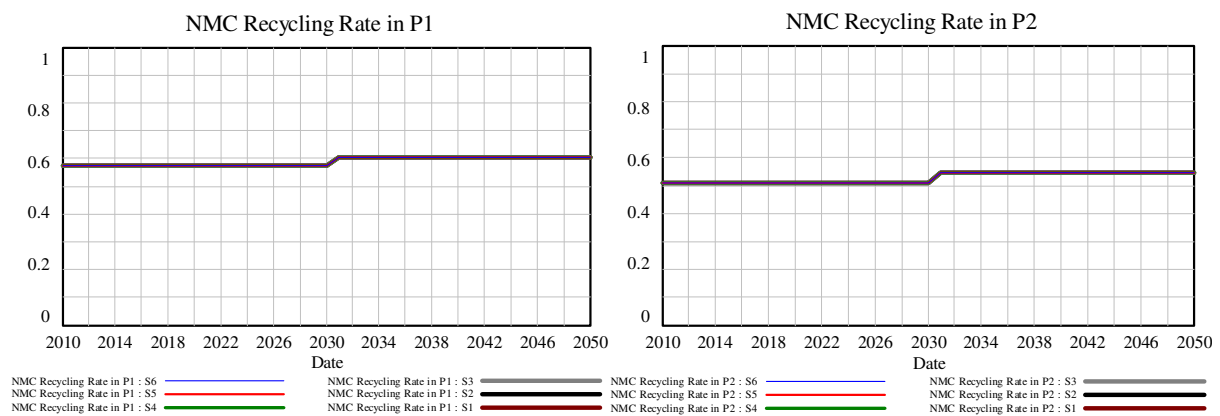 NMC Recycling Rate in P1
1
0.8
0.6
0.4
0.2
0
2010 2014 2018 2022 2026 2030 2034 2038 2042 2046 2050
Date
NMC Recycling Rate in P1 : S6
NMC Recycling Rate in P1 : S5
NMC Recycling Rate in P1 : S4
NMC Recycling Rate in P1 : S3
NMC Recycling Rate in P1 : S2
NMC Recycling Rate in P1 : S1
NMC Recycling Rate in P2
1
0.8
0.6
0.4
0.2
0
2010 2014 2018 2022 2026 2030 2034 2038 2042 2046 2050
Date
NMC Recycling Rate in P2 : S6
NMC Recycling Rate in P2 : S5
NMC Recycling Rate in P2 : S4
NMC Recycling Rate in P2 : S3
NMC Recycling Rate in P2 : S2
NMC Recycling Rate in P2 : S1